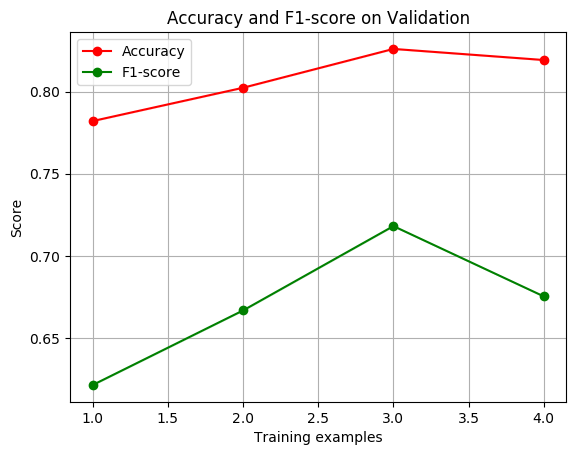 Accuracy and F1-score on Validation
Accuracy
F1-score
0.80
0.75
0.70
0.65
Score
1.0 1.5 2.0 2.5 3.0 3.5 4.0
Training examples